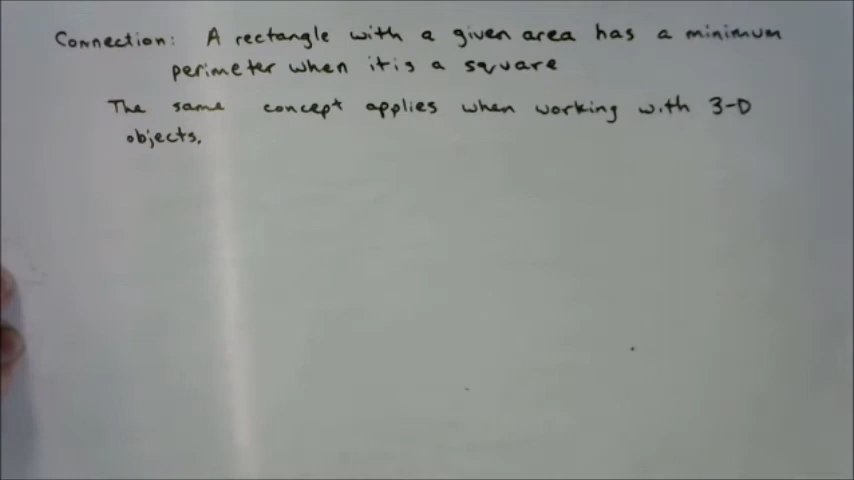 Connection: A rectangle with a given area has a minimum
perimeter when it is a square
The same concept applies when working with 3-D
objects.